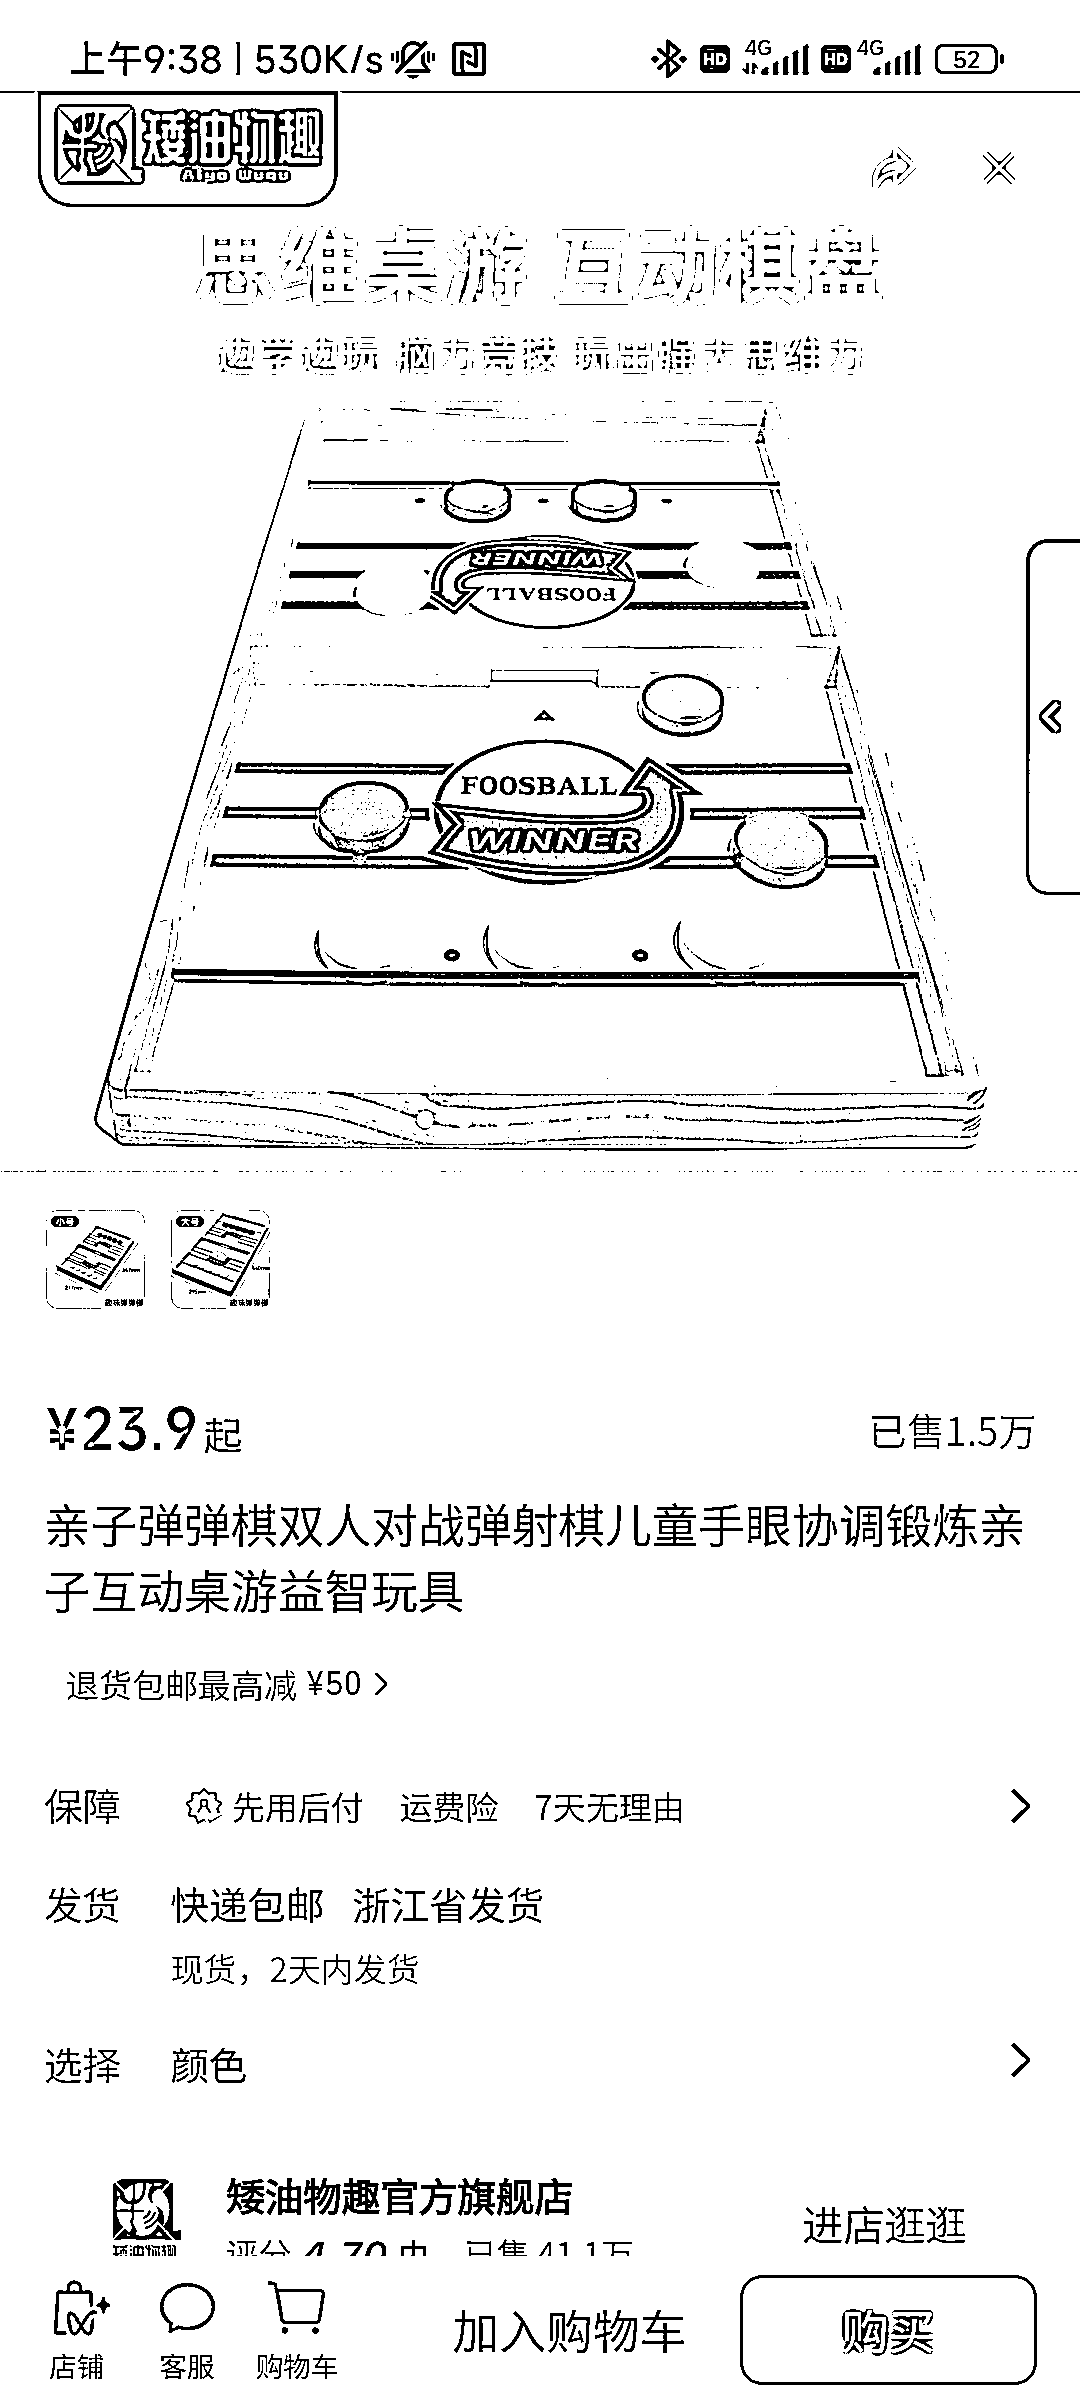 上午9:38 | 530K/s
4G 4G 52
矮油物趣
Aiyo Wuqu
思维桌游 互动棋盘
边学边玩 脑力竞技 玩出强大思维力
WINNER
FOOSBALL
FOOSBALL
WINNER
小号 大号
¥23.9起 已售1.5万
亲子弹弹棋双人对战弹射棋儿童手眼协调锻炼亲
子互动桌游益智玩具
退货包邮最高减 ¥50 >
保障 先用后付 运费险 7天无理由
发货 快递包邮 浙江省发货
现货，2天内发货
选择 颜色
矮油物趣官方旗舰店
进店逛逛
评分 4.70 中 已售 41.1万
店铺 客服 购物车 加入购物车 购买